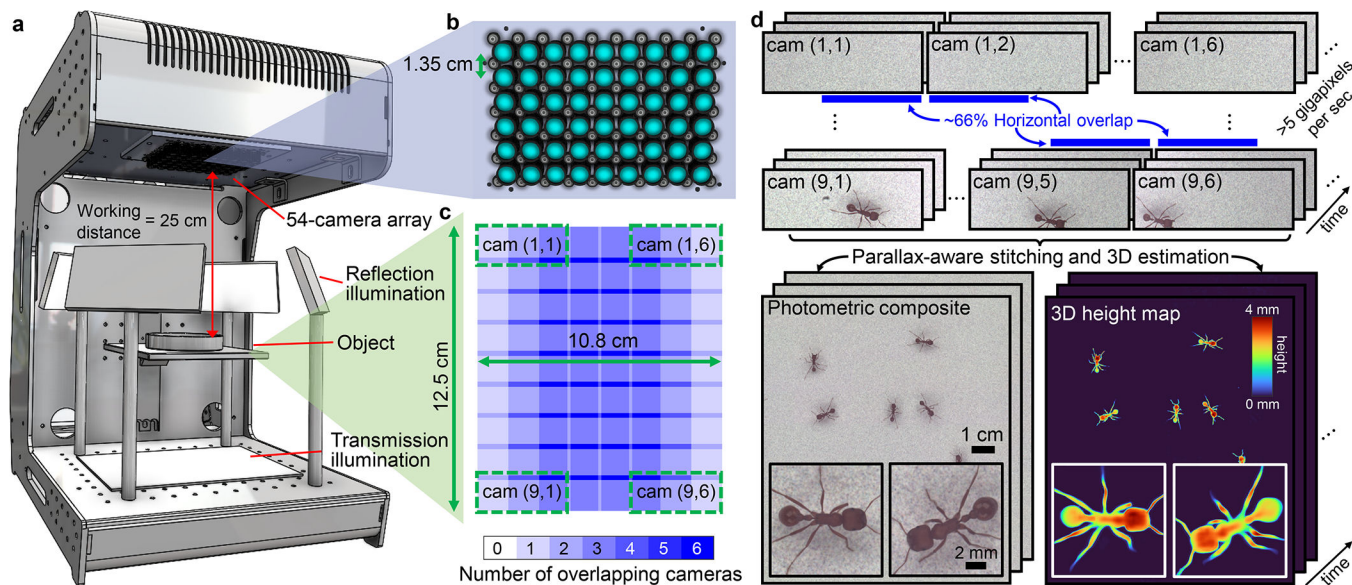 a
Working
distance
= 25 cm
54-camera array
Reflection
illumination
Object
Transmission
illumination
b
1.35 cm
c
cam (1,1)
cam (1,6)
10.8 cm
12.5 cm
cam (9,1)
cam (9,6)
0 1 2 3 4 5 6
Number of overlapping cameras
d
cam (1,1)
cam (1,2)
cam (1,6)
...
...
~66% Horizontal overlap
>5 gigapixels
per sec
cam (9,1)
...
cam (9,5)
cam (9,6)
...
time
Parallax-aware stitching and 3D estimation
Photometric composite
1 cm
2 mm
3D height map
4 mm
height
0 mm
...
time